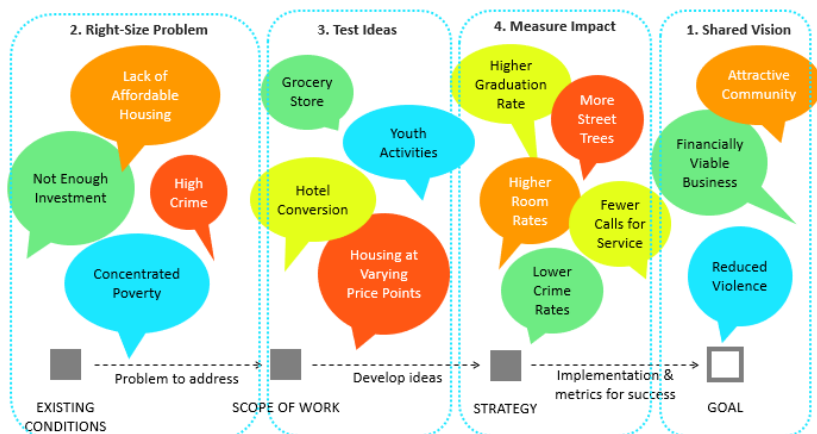 2. Right-Size Problem
Lack of
Affordable
Housing
Not Enough
Investment
High
Crime
Concentrated
Poverty
3. Test Ideas
Grocery
Store
Youth
Activities
Hotel
Conversion
Housing at
Varying
Price Points
4. Measure Impact
Higher
Graduation
Rate
More
Street
Trees
Higher
Room
Rates
Fewer
Calls for
Service
Lower
Crime
Rates
1. Shared Vision
Attractive
Community
Financially
Viable
Business
Reduced
Violence
Problem to address
Develop ideas
Implementation &
metrics for success
EXISTING
CONDITIONS
SCOPE OF WORK
STRATEGY
GOAL